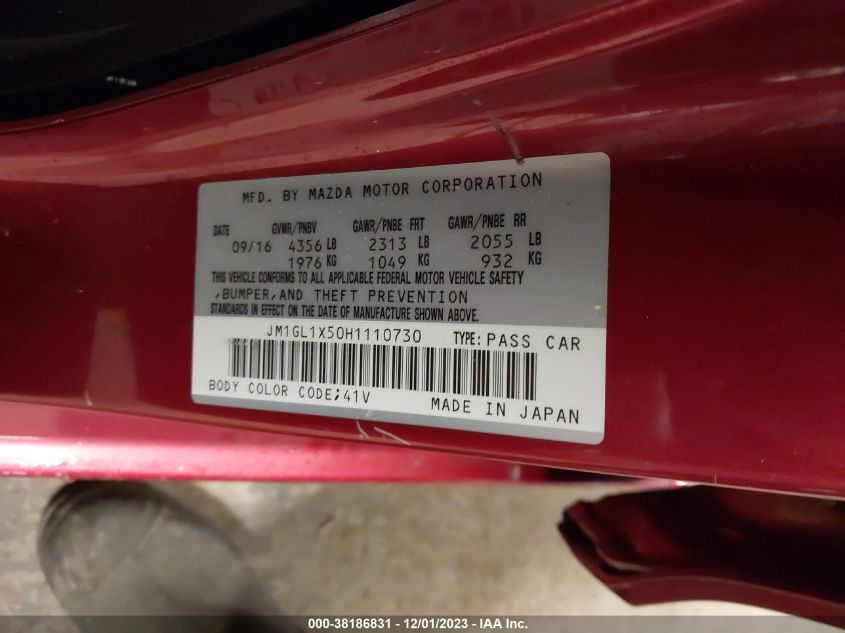 MFD. BY MAZDA MOTOR CORPORATION
DATE GVWR/PNBV GAWR/PNBE FRT GAWR/PNBE RR
09/16 4356 LB 2313 LB 2055 LB
1976 KG 1049 KG 932 KG
THIS VEHICLE CONFORMS TO ALL APPLICABLE FEDERAL MOTOR VEHICLE SAFETY
,BUMPER,AND THEFT PREVENTION
STANDARDS IN EFFECT ON THE DATE OF MANUFACTURE SHOWN ABOVE.
JM1GL1X50H1110730 TYPE: PASS CAR
BODY COLOR CODE;41V MADE IN JAPAN
000-38186831 - 12/01/2023 - IAA Inc.